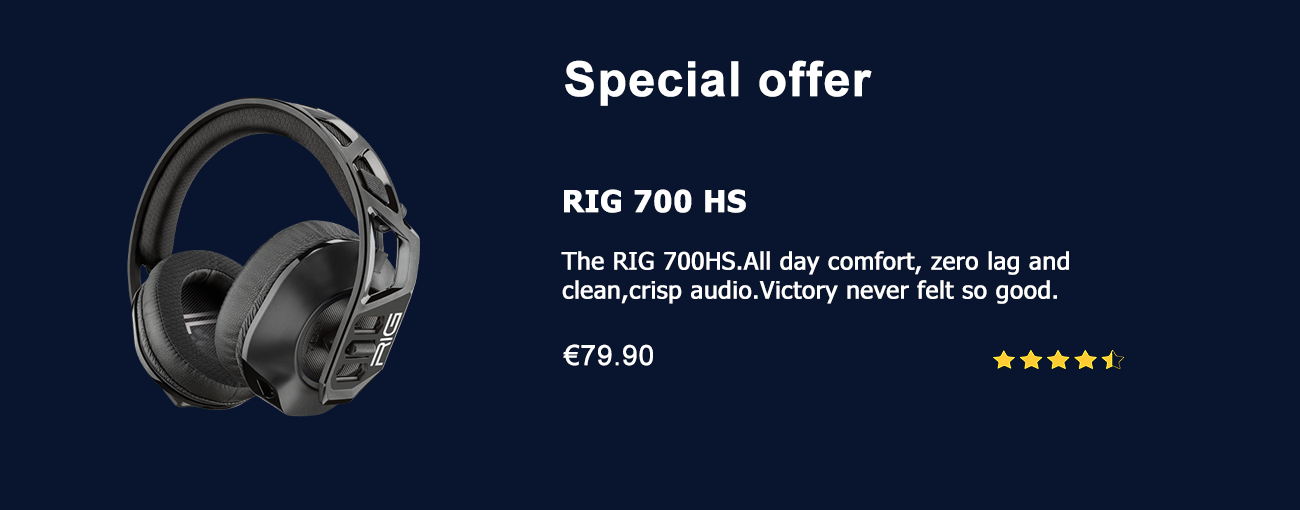 Special offer
RIG 700 HS
The RIG 700HS.All day comfort, zero lag and
clean,crisp audio.Victory never felt so good.
€79.90
RIG